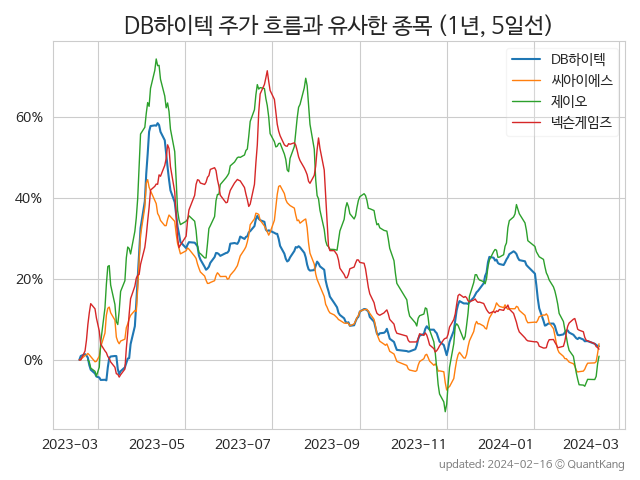 DB하이텍 주가 흐름과 유사한 종목 (1년, 5일선)
DB하이텍
씨아이에스
제이오
넥슨게임즈
60%
40%
20%
0%
2023-03 2023-05 2023-07 2023-09 2023-11 2024-01 2024-03
updated: 2024-02-16 © QuantKang